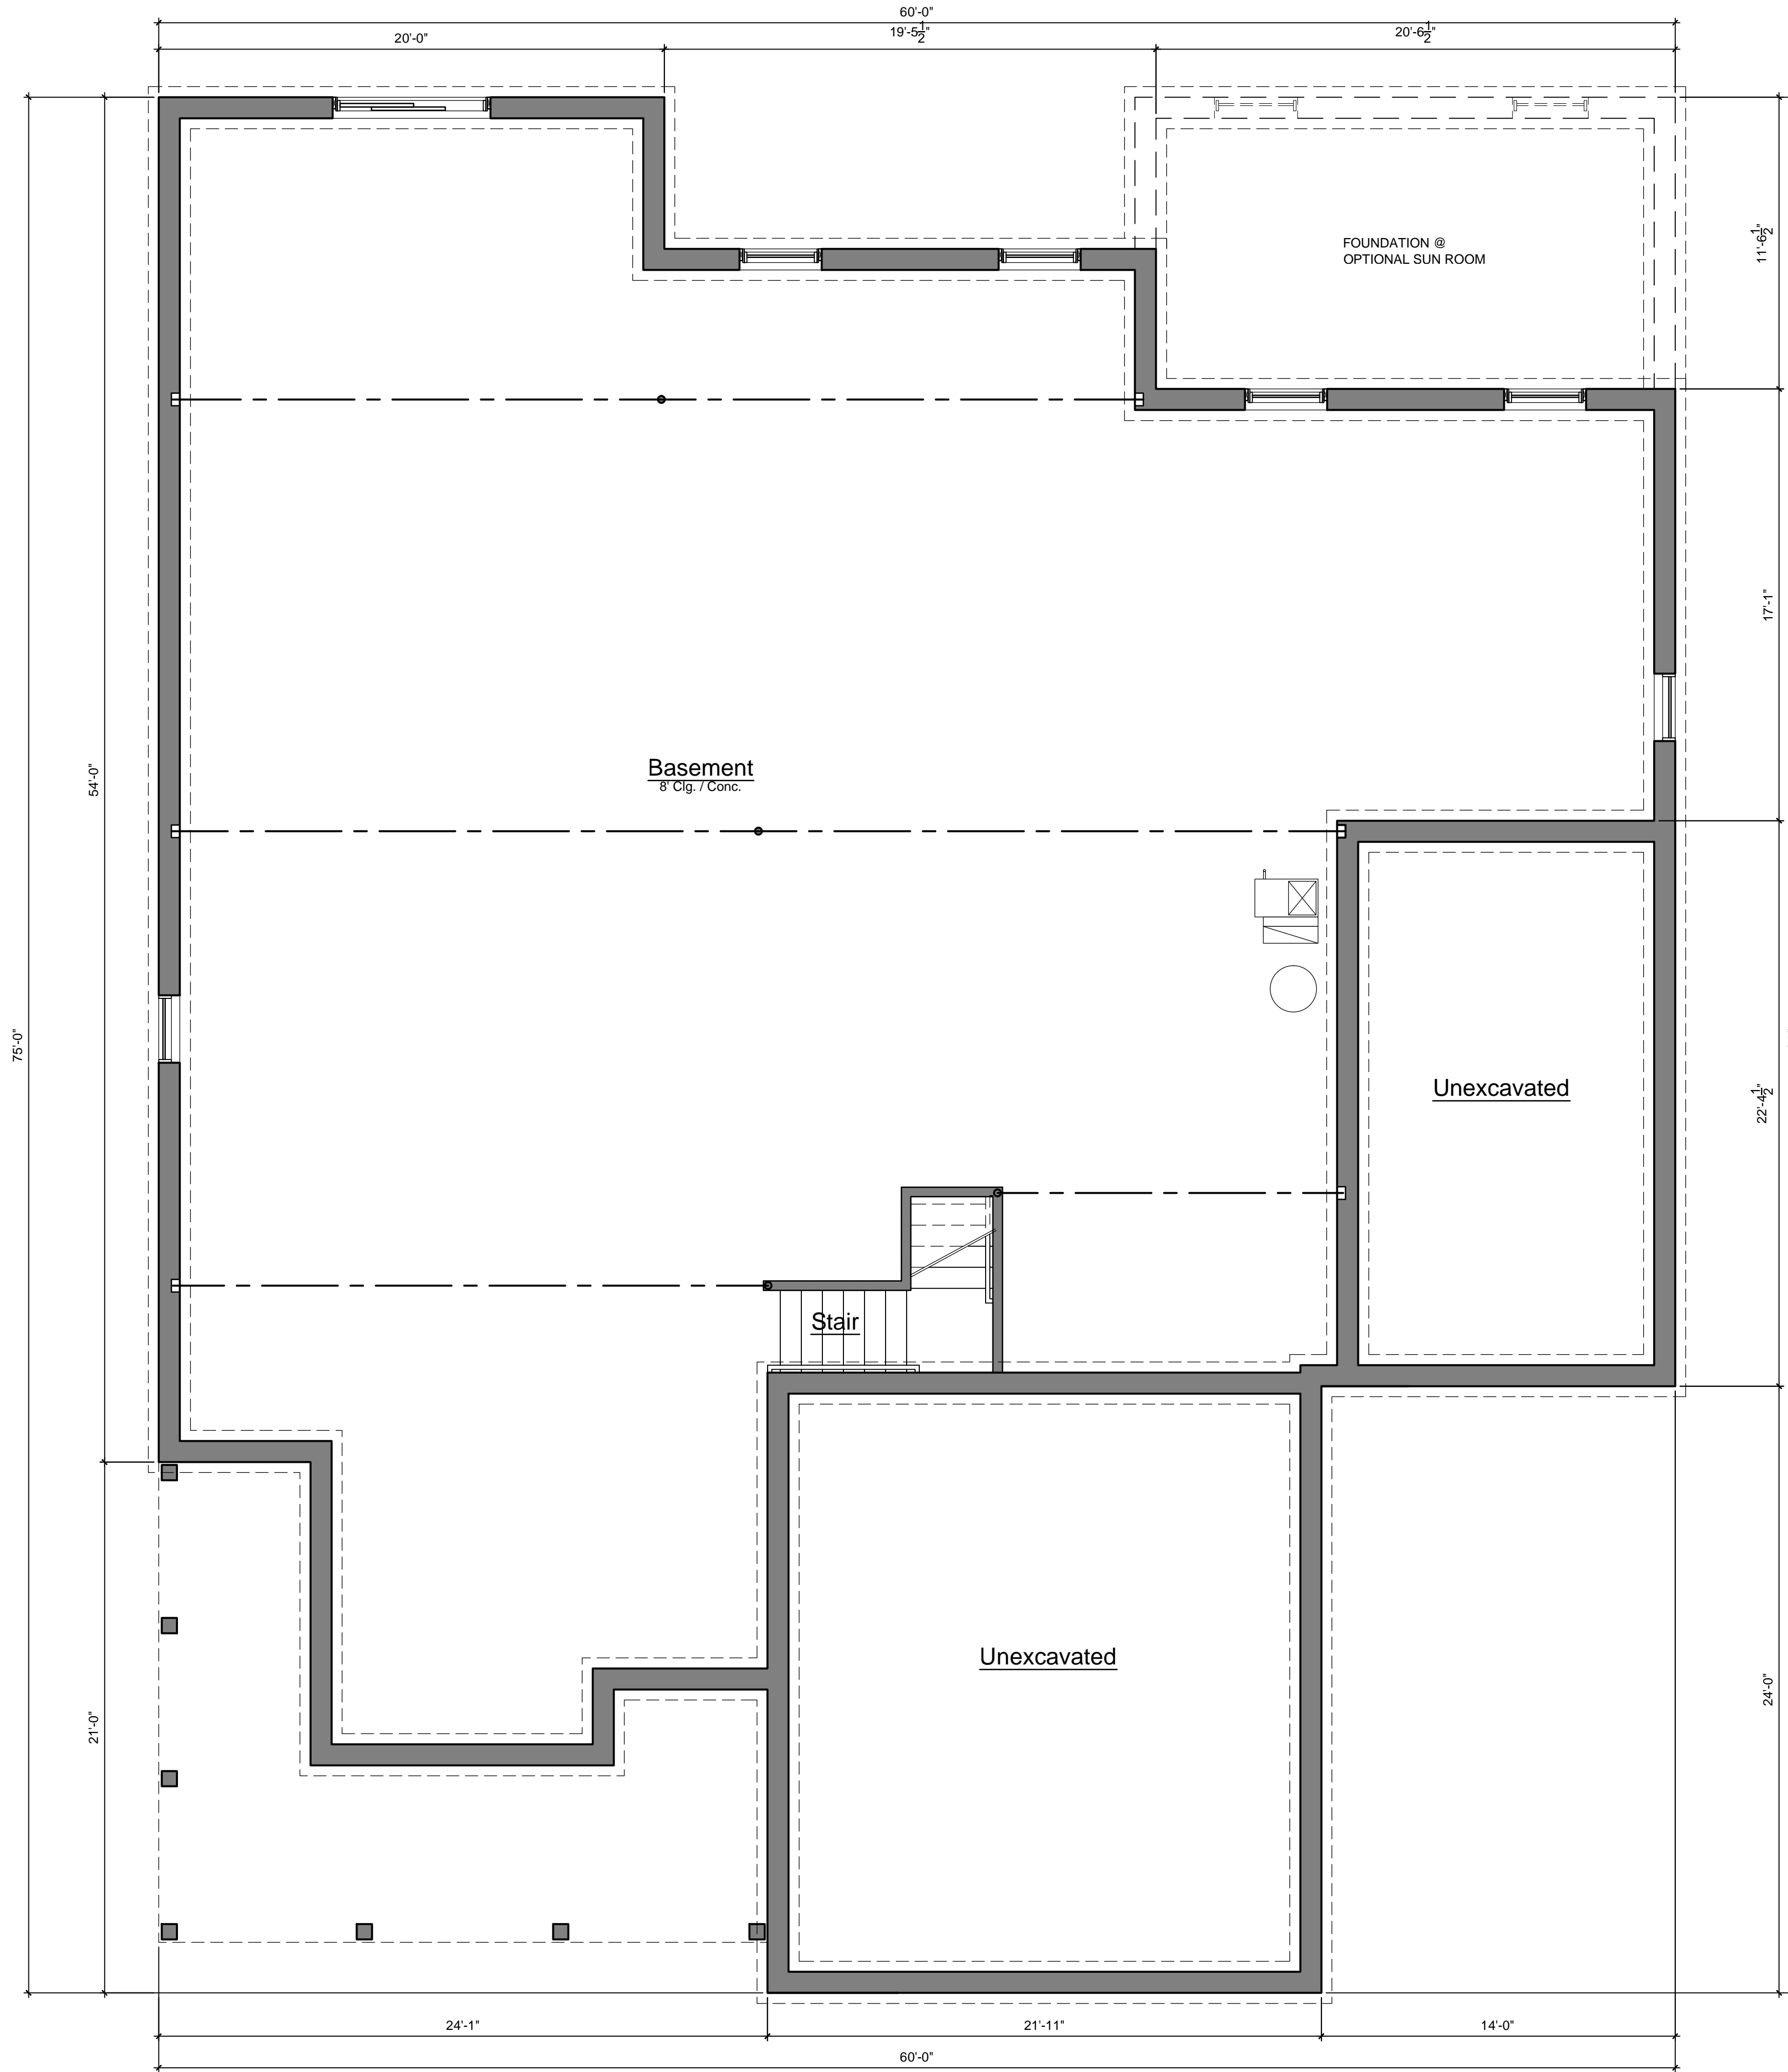 60'-0"
20'-0"
19'-5 1/2"
20'-6 1/2"
FOUNDATION @
OPTIONAL SUN ROOM
11'-6 1/2"
17'-1"
54'-0"
Basement
8' Clg. / Conc.
75'-0"
Unexcavated
22'-4 1/2"
Stair
Unexcavated
24'-0"
21'-0"
24'-1"
21'-11"
14'-0"
60'-0"